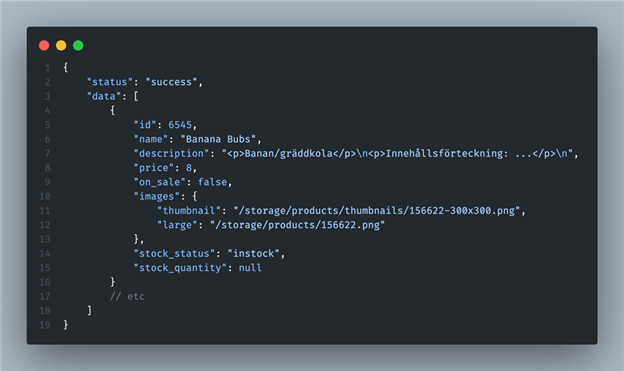 1 {
2     "status": "success",
3     "data": [
4         {
5             "id": 6545,
6             "name": "Banana Bubs",
7             "description": "<p>Banan/gräddkola</p>\n<p>Innehållsförteckning: ...</p>\n",
8             "price": 8,
9             "on_sale": false,
10             "images": {
11                 "thumbnail": "/storage/products/thumbnails/156622-300x300.png",
12                 "large": "/storage/products/156622.png"
13             },
14             "stock_status": "instock",
15             "stock_quantity": null
16         }
17         // etc
18     ]
19 }